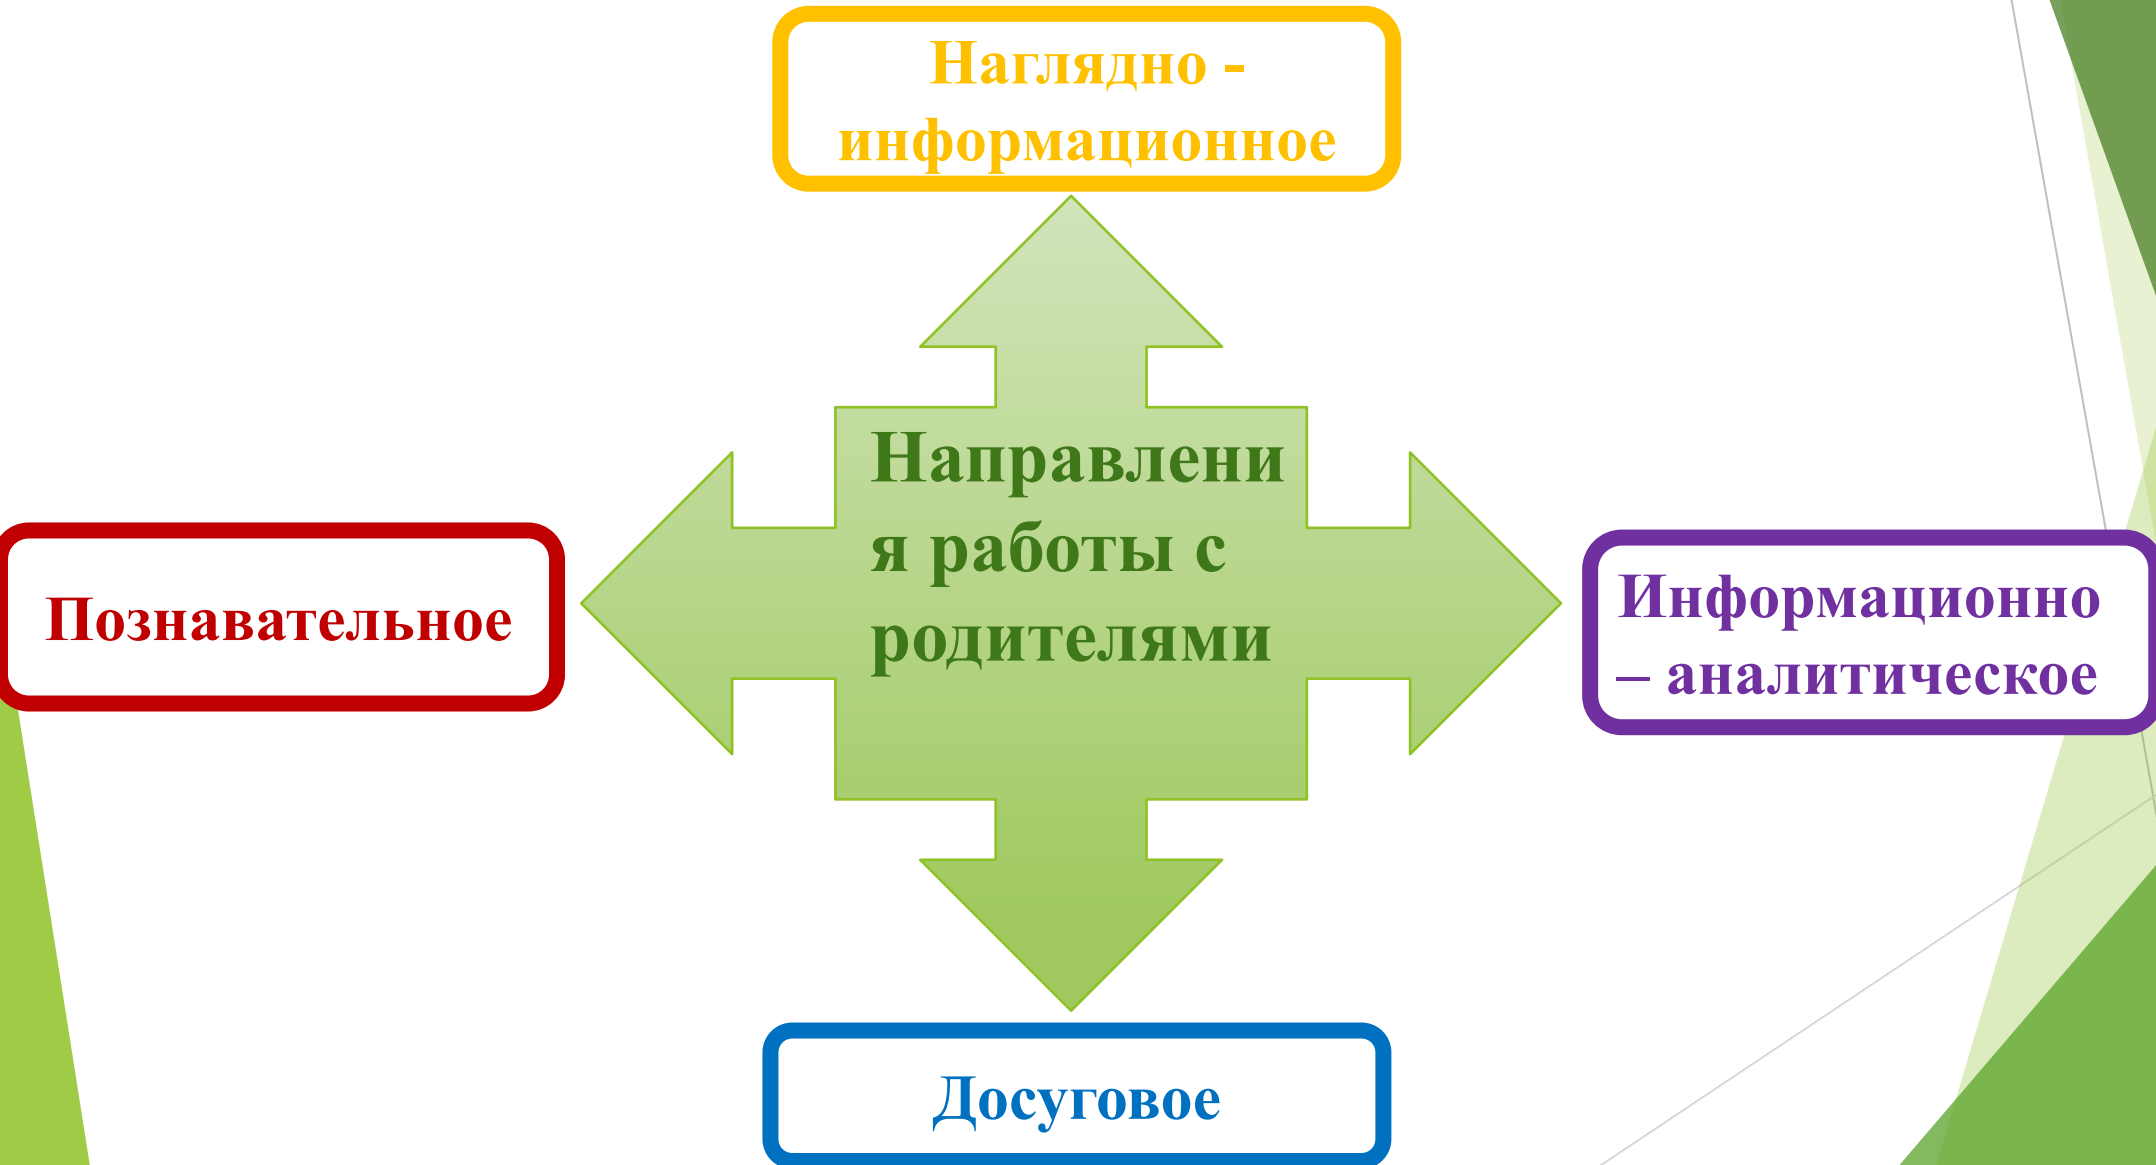 Наглядно -
информационное
Направлени
я работы с
родителями
Познавательное
Информационно
– аналитическое
Досуговое